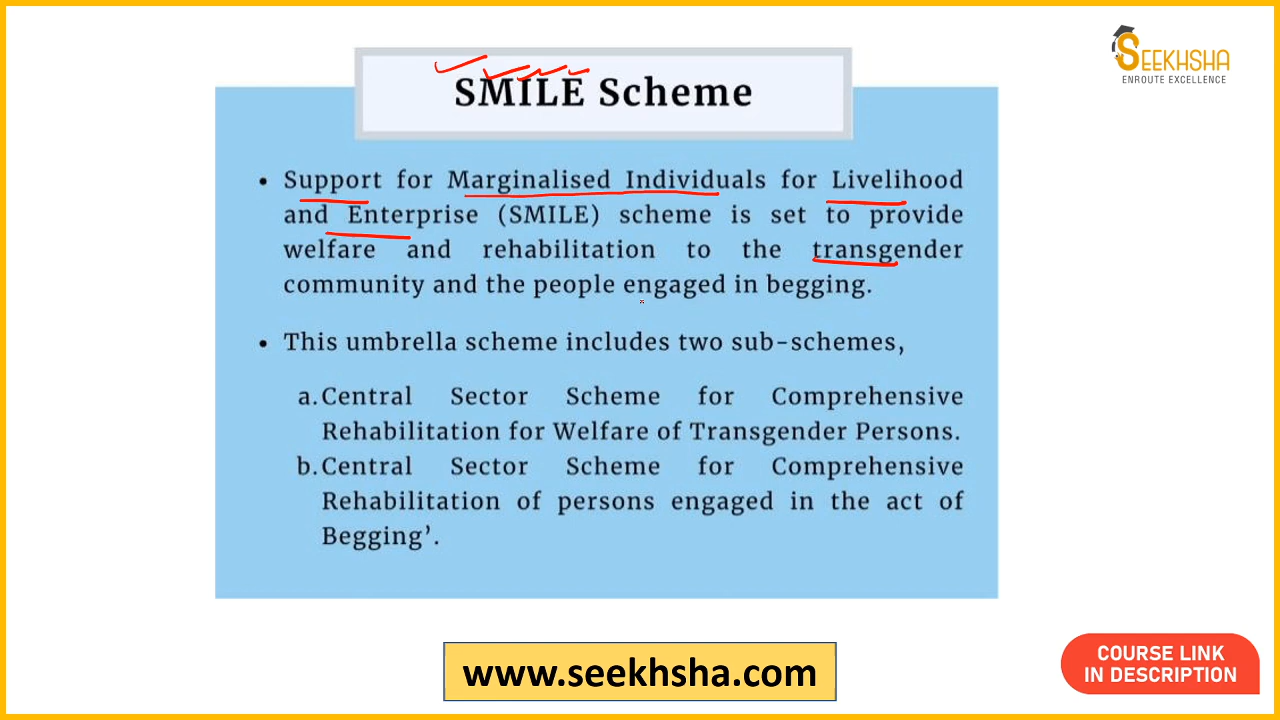 SEEKHSHA
ENROUTE EXCELLENCE
SMILE Scheme
• Support for Marginalised Individuals for Livelihood
and Enterprise (SMILE) scheme is set to provide
welfare and rehabilitation to the transgender
community and the people engaged in begging.
• This umbrella scheme includes two sub-schemes,
a. Central Sector Scheme for Comprehensive
Rehabilitation for Welfare of Transgender Persons.
b. Central Sector Scheme for Comprehensive
Rehabilitation of persons engaged in the act of
Begging’.
www.seekhsha.com
COURSE LINK
IN DESCRIPTION